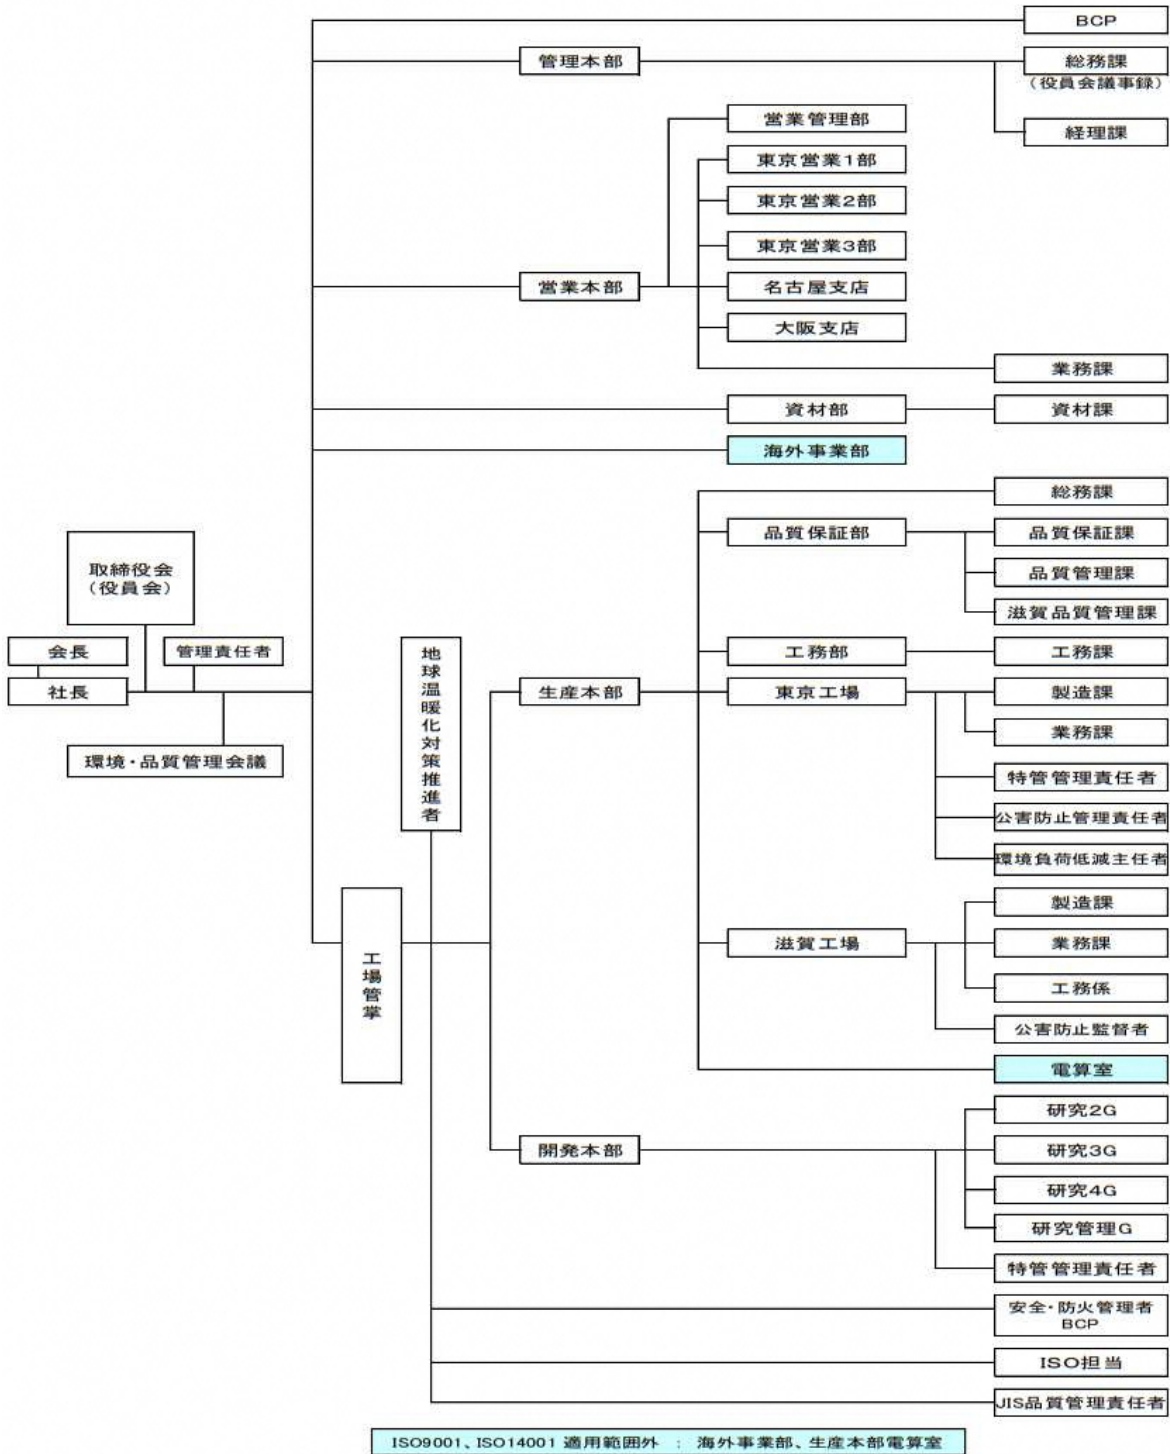 BCP
管理本部
総務課
(役員会議事録)
経理課
営業管理部
東京営業1部
東京営業2部
東京営業3部
営業本部
名古屋支店
大阪支店
業務課
資材部
資材課
海外事業部
総務課
品質保証部
品質保証課
品質管理課
滋賀品質管理課
取締役会
(役員会)
会長
管理責任者
社長
環境・品質管理会議
地球温暖化対策推進者
工場管掌
生産本部
工務部
工務課
東京工場
製造課
業務課
特管管理責任者
公害防止管理責任者
環境負荷低減主任者
滋賀工場
製造課
業務課
工務係
公害防止監督者
電算室
開発本部
研究2G
研究3G
研究4G
研究管理G
特管管理責任者
安全・防火管理者
BCP
ISO担当
JIS品質管理責任者
ISO9001、ISO14001 適用範囲外 : 海外事業部、生産本部電算室